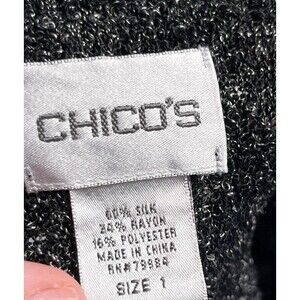 CHICO'S
60% SILK
24% RAYON
16% POLYESTER
MADE IN CHINA
RN#79984
SIZE 1